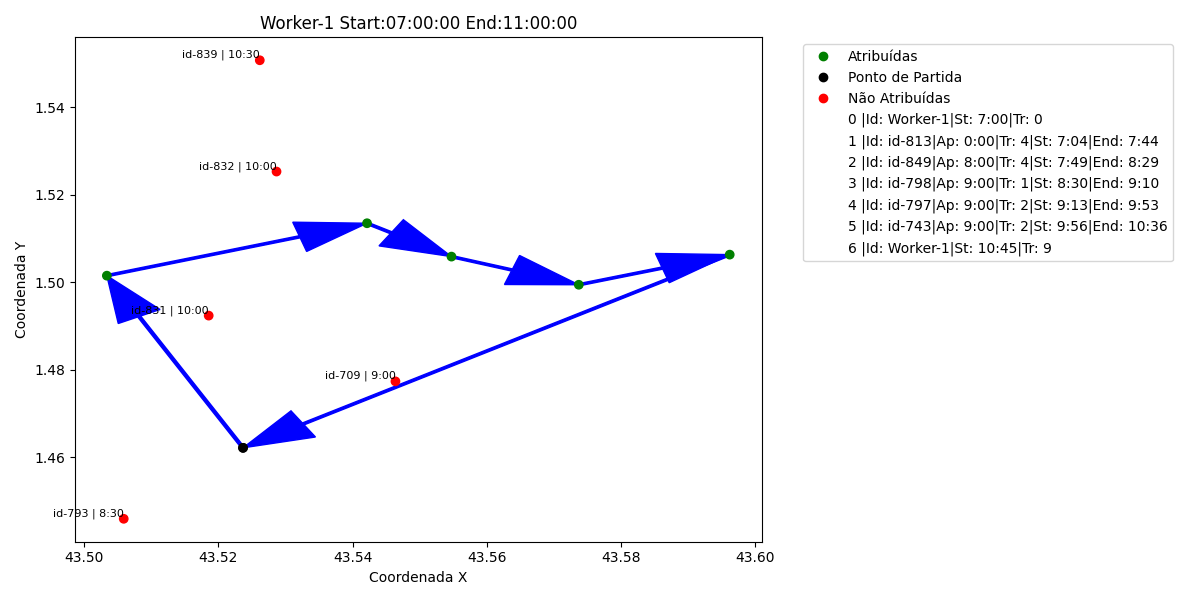 Worker-1 Start:07:00:00 End:11:00:00
id-839 | 10:30
id-832 | 10:00
id-831 | 10:00
id-709 | 9:00
id-793 | 8:30
1.54
1.52
1.50
1.48
1.46
Coordenada Y
43.50 43.52 43.54 43.56 43.58 43.60
Coordenada X
Atribuídas
Ponto de Partida
Não Atribuídas
0 |Id: Worker-1|St: 7:00|Tr: 0
1 |Id: id-813|Ap: 0:00|Tr: 4|St: 7:04|End: 7:44
2 |Id: id-849|Ap: 8:00|Tr: 4|St: 7:49|End: 8:29
3 |Id: id-798|Ap: 9:00|Tr: 1|St: 8:30|End: 9:10
4 |Id: id-797|Ap: 9:00|Tr: 2|St: 9:13|End: 9:53
5 |Id: id-743|Ap: 9:00|Tr: 2|St: 9:56|End: 10:36
6 |Id: Worker-1|St: 10:45|Tr: 9